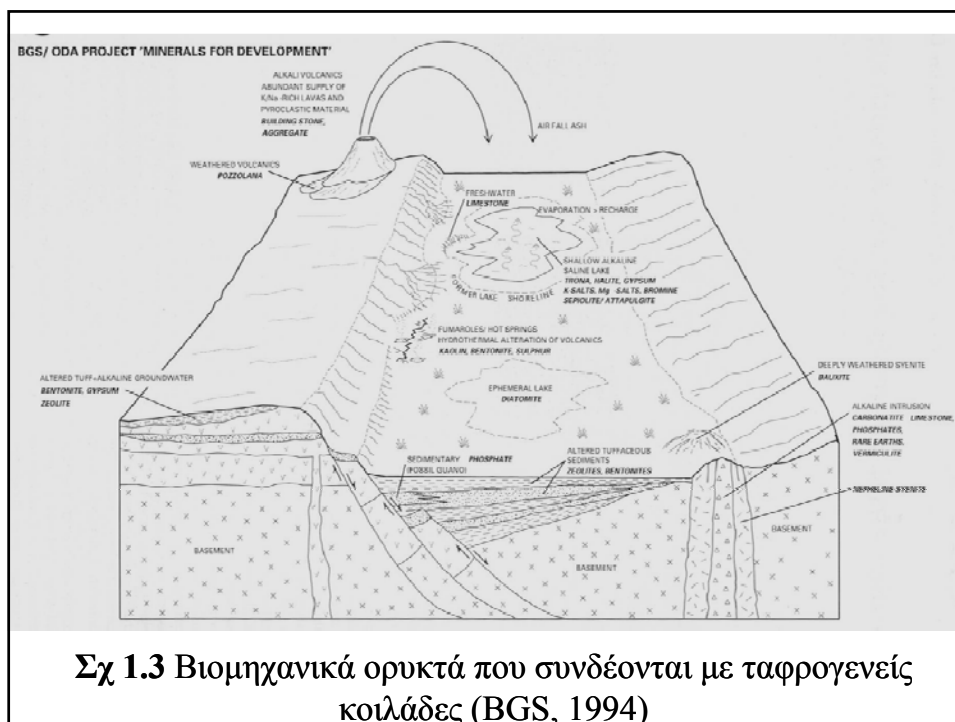 BGS/ ODA PROJECT 'MINERALS FOR DEVELOPMENT'
ALKALI VOLCANICS
ABUNDANT SUPPLY OF
K/Na -RICH LAVAS AND
PYROCLASTIC MATERIAL
BUILDING STONE,
AGGREGATE
AIR FALL ASH
WEATHERED VOLCANICS
POZZOLANA
FRESHWATER
LIMESTONE
EVAPORATION > RECHARGE
SHALLOW ALKALINE
SALINE LAKE
TRONA, HALITE, GYPSUM
K-SALTS, Mg -SALTS, BROMINE
SEPIOLITE/ ATTAPULGITE
FORMER LAKE SHORELINE
FUMAROLES/ HOT SPRINGS
HYDROTHERMAL ALTERATION OF VOLCANICS
KAOLIN, BENTONITE, SULPHUR
ALTERED TUFF+ALKALINE GROUNDWATER
BENTONITE, GYPSUM
ZEOLITE
EPHEMERAL LAKE
DIATOMITE
DEEPLY WEATHERED SYENITE
BAUXITE
ALKALINE INTRUSION
CARBONATITE LIMESTONE,
PHOSPHATES,
RARE EARTHS,
VERMICULITE
SEDIMENTARY PHOSPHATE
(FOSSIL GUANO)
ALTERED TUFFACEOUS
SEDIMENTS
ZEOLITES, BENTONITES
NEPHELINE SYENITE
BASEMENT
BASEMENT
BASEMENT
Σχ 1.3 Βιομηχανικά ορυκτά που συνδέονται με ταφρογενείς
κοιλάδες (BGS, 1994)